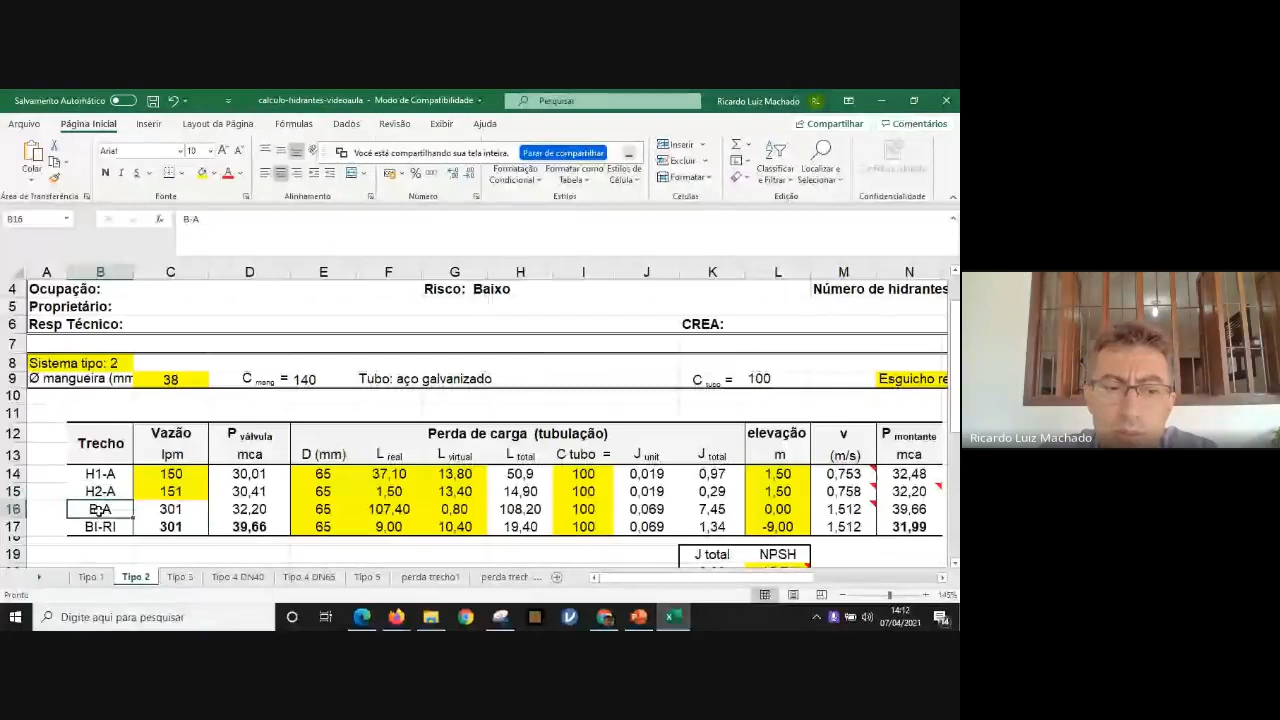 Salvamento Automático
calculo-hidrantes-videoaula - Modo de Compatibilidade
Pesquisar
Ricardo Luiz Machado
RL
Arquivo Página Inicial Inserir Layout da Página Fórmulas Dados Revisão Exibir Ajuda
Compartilhar Comentários
Colar
Arial 10
N I S
Você está compartilhando sua tela inteira. Parar de compartilhar
Formatação Condicional Formatar como Tabela Estilos de Célula
Inserir
Excluir
Formatar
Classificar e Filtrar Localizar e Selecionar
Confidencialidade
Área de Transferência Fonte Alinhamento Número Estilos Células Edição Confidencialidade
B16 fx B-A
A B C D E F G H I J K L M N
4 Ocupação: Risco: Baixo Número de hidrantes
5 Proprietário:
6 Resp Técnico: CREA:
7
8 Sistema tipo: 2
9 Ø mangueira (mm 38 C mang = 140 Tubo: aço galvanizado C tubo = 100 Esguicho re
10
11
12 Trecho Vazão P válvula Perda de carga (tubulação) elevação v P montante
13 lpm mca D (mm) L real L virtual L total C tubo = J unit J total m (m/s) mca
14 H1-A 150 30,01 65 37,10 13,80 50,9 100 0,019 0,97 1,50 0,753 32,48
15 H2-A 151 30,41 65 1,50 13,40 14,90 100 0,019 0,29 1,50 0,758 32,20
16 B-A 301 32,20 65 107,40 0,80 108,20 100 0,069 7,45 0,00 1,512 39,66
17 BI-RI 301 39,66 65 9,00 10,40 19,40 100 0,069 1,34 -9,00 1,512 31,99
19 J total NPSH
Tipo 1 Tipo 2 Tipo 3 Tipo 4 DN40 Tipo 4 DN65 Tipo 5 perda trecho1 perda trech ...
Pronto
145%
Digite aqui para pesquisar
14:12
07/04/2021
Ricardo Luiz Machado